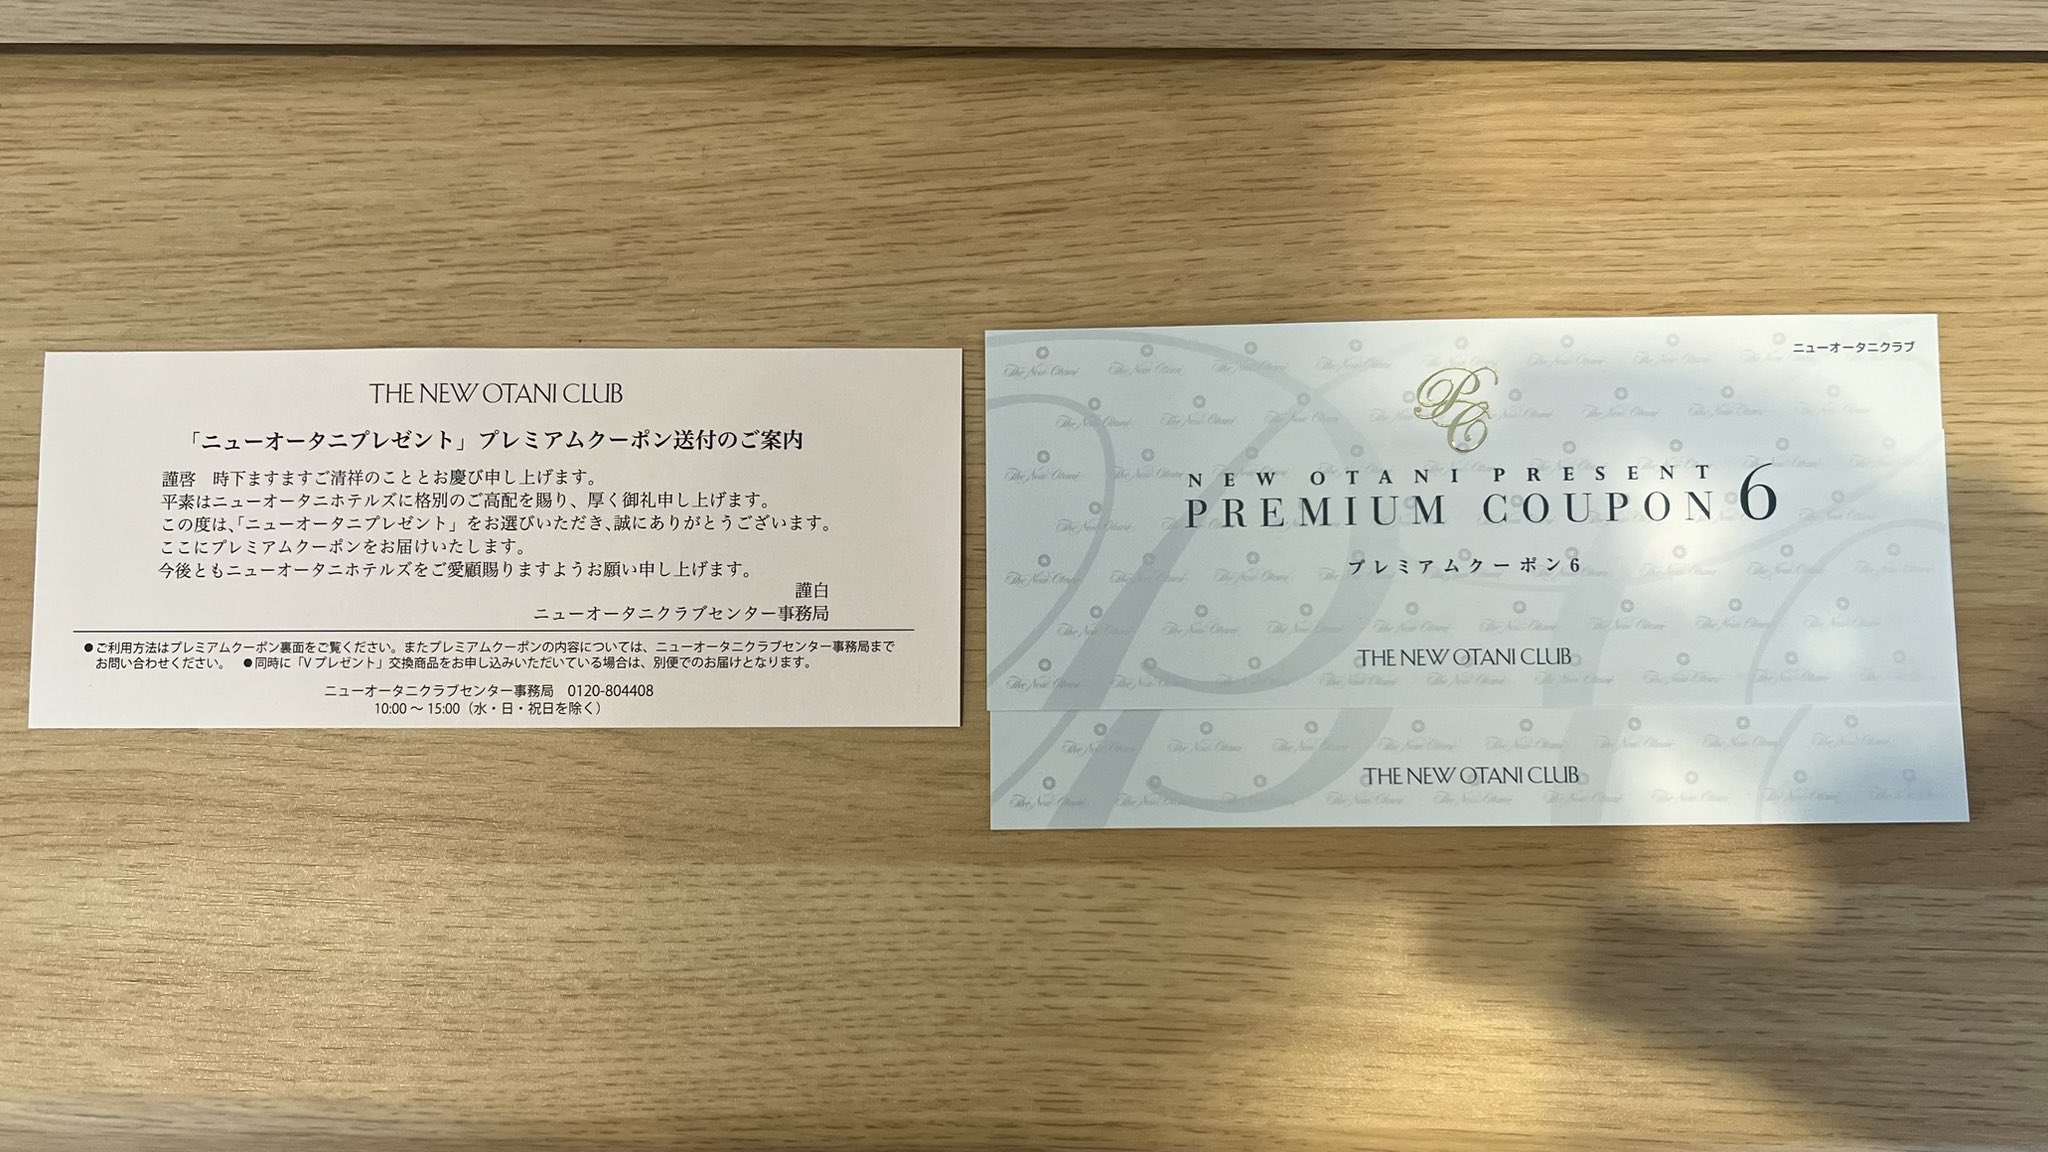 THE NEW OTANI CLUB
「ニューオータニプレゼント」プレミアムクーポン送付のご案内
謹啓　時下ますますご清祥のこととお慶び申し上げます。
平素はニューオータニホテルズに格別のご高配を賜り、厚く御礼申し上げます。
この度は、「ニューオータニプレゼント」をお選びいただき、誠にありがとうございます。
ここにプレミアムクーポンをお届けいたします。
今後ともニューオータニホテルズをご愛顧賜りますようお願い申し上げます。
謹白
ニューオータニクラブセンター事務局
●ご利用方法はプレミアムクーポン裏面をご覧ください。またプレミアムクーポンの内容については、ニューオータニクラブセンター事務局まで
お問い合わせください。　●同時に「V プレゼント」交換商品をお申し込みいただいている場合は、別便でのお届けとなります。
ニューオータニクラブセンター事務局　0120-804408
10:00 ～ 15:00（水・日・祝日を除く）
ニューオータニクラブ
PC
NEW OTANI PRESENT
PREMIUM COUPON 6
プレミアムクーポン6
THE NEW OTANI CLUB
THE NEW OTANI CLUB